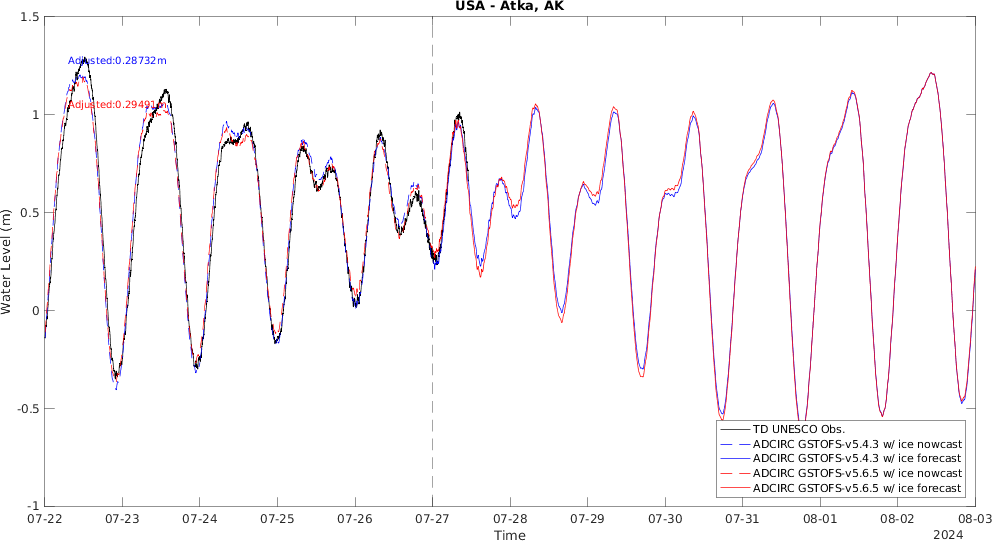 USA - Atka, AK
1.5
1
0.5
0
-0.5
-1
Water Level (m)
Adjusted:0.28732m
Adjusted:0.29491m
TD UNESCO Obs.
ADCIRC GSTOFS-v5.4.3 w/ ice nowcast
ADCIRC GSTOFS-v5.4.3 w/ ice forecast
ADCIRC GSTOFS-v5.6.5 w/ ice nowcast
ADCIRC GSTOFS-v5.6.5 w/ ice forecast
07-22 07-23 07-24 07-25 07-26 07-27 07-28 07-29 07-30 07-31 08-01 08-02 08-03
Time
2024